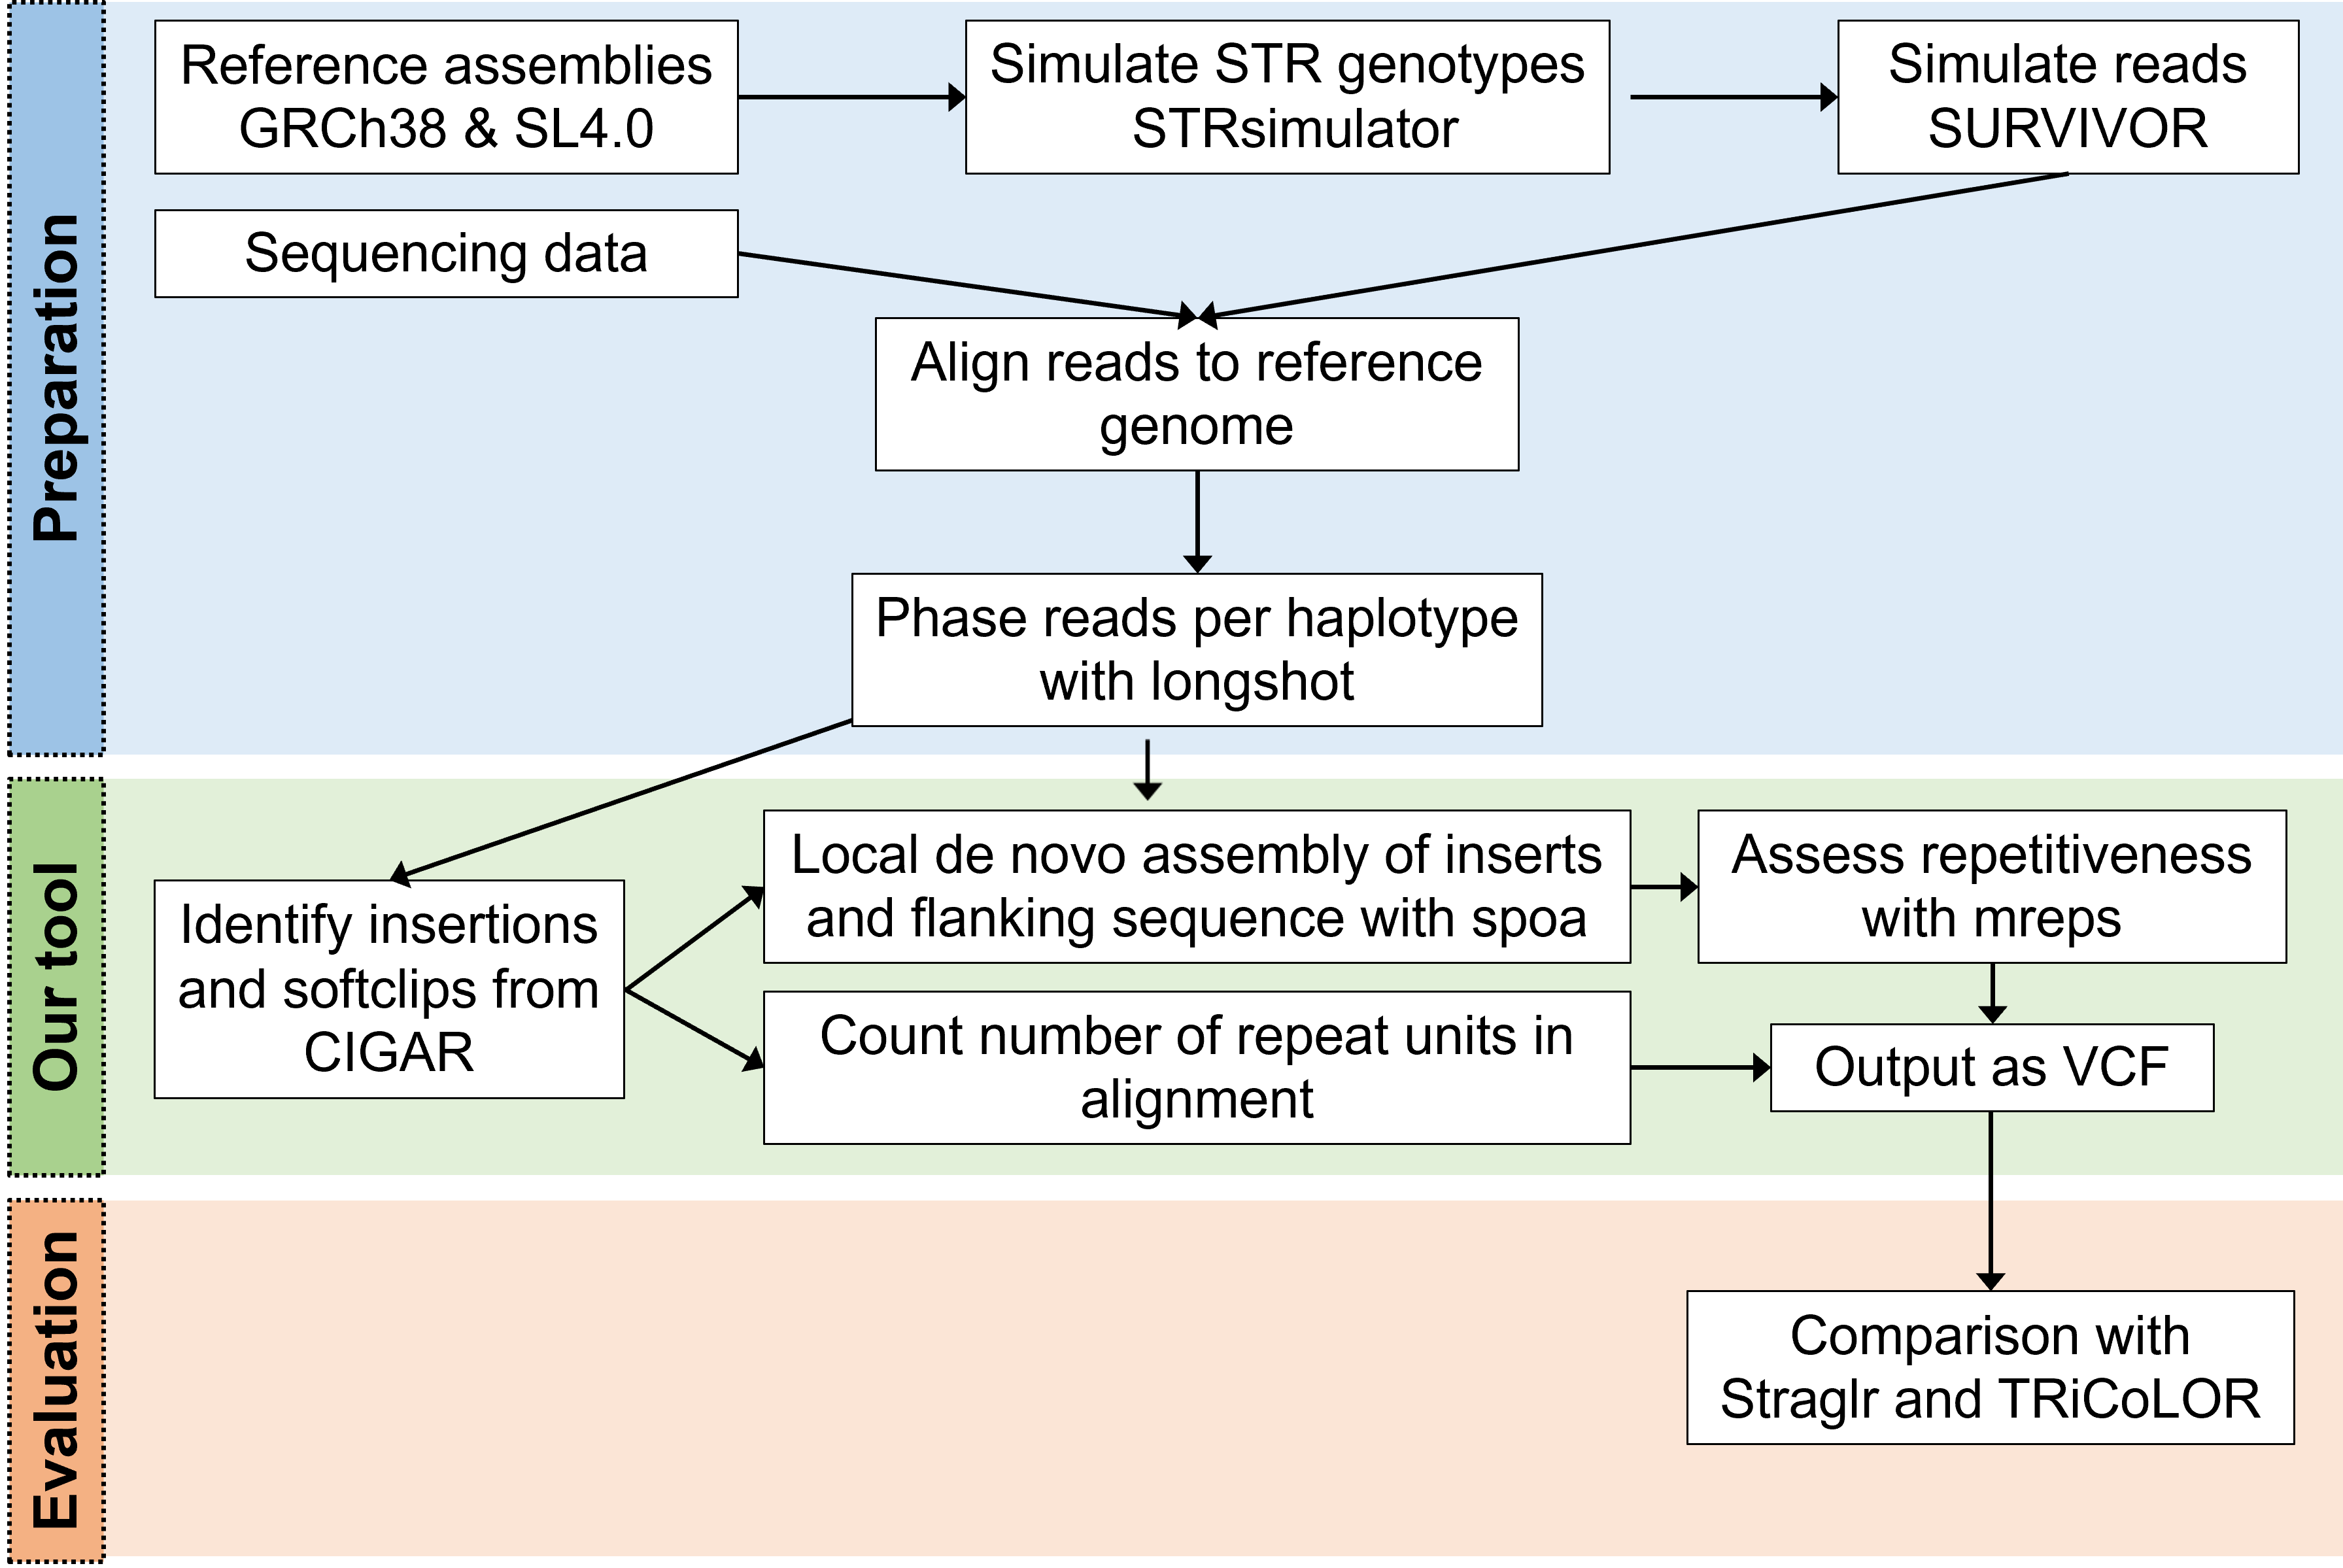 Preparation
Reference assemblies
GRCh38 & SL4.0
Simulate STR genotypes
STRsimulator
Simulate reads
SURVIVOR
Sequencing data
Align reads to reference
genome
Phase reads per haplotype
with longshot
Our tool
Identify insertions
and softclips from
CIGAR
Local de novo assembly of inserts
and flanking sequence with spoa
Assess repetitiveness
with mreps
Count number of repeat units in
alignment
Output as VCF
Evaluation
Comparison with
Straglr and TRiCoLOR